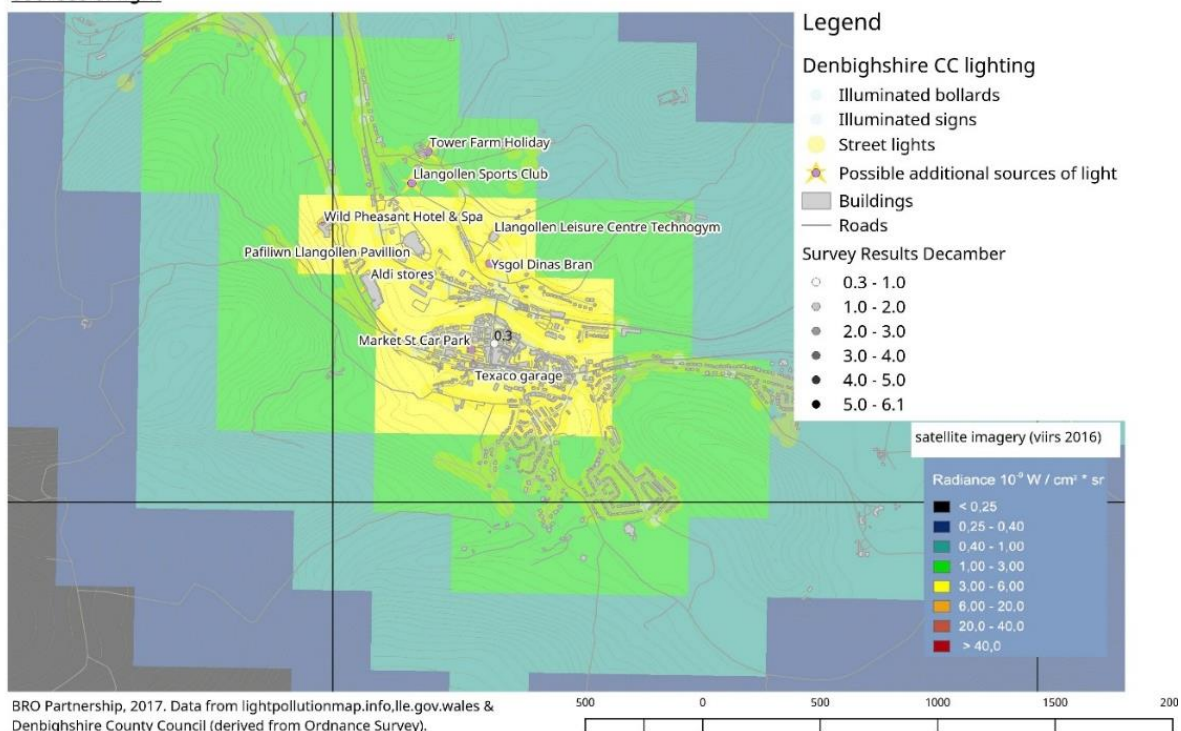 Legend
Denbighshire CC lighting
Illuminated bollards
Illuminated signs
Street lights
Possible additional sources of light
Buildings
Roads
Survey Results Decamber
0.3 - 1.0
1.0 - 2.0
2.0 - 3.0
3.0 - 4.0
4.0 - 5.0
5.0 - 6.1
Tower Farm Holiday
Llangollen Sports Club
Wild Pheasant Hotel & Spa
Llangollen Leisure Centre Technogym
Pafiliwn Llangollen Pavillion
Ysgol Dinas Bran
Aldi stores
0.3
Market St Car Park
Texaco garage
satellite imagery (viirs 2016)
Radiance 10⁻⁹ W / cm² * sr
< 0,25
0,25 - 0,40
0,40 - 1,00
1,00 - 3,00
3,00 - 6,00
6,00 - 20,0
20,0 - 40,0
> 40,0
BRO Partnership, 2017. Data from lightpollutionmap.info,lle.gov.wales &
Denbighshire County Council (derived from Ordnance Survey).
500 0 500 1000 1500 200